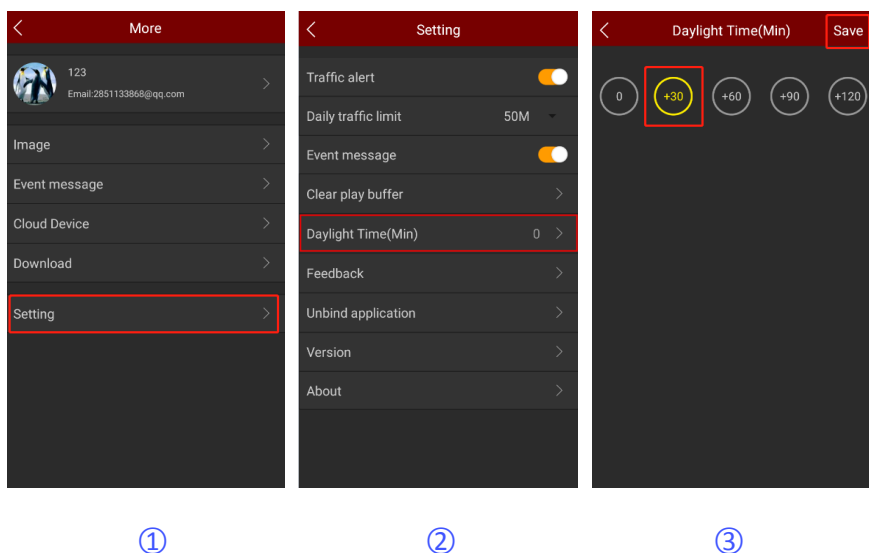 More
123
Email:2851133868@qq.com
Image
Event message
Cloud Device
Download
Setting
①
Setting
Traffic alert
Daily traffic limit 50M
Event message
Clear play buffer
Daylight Time(Min) 0
Feedback
Unbind application
Version
About
②
Daylight Time(Min) Save
0 +30 +60 +90 +120
③